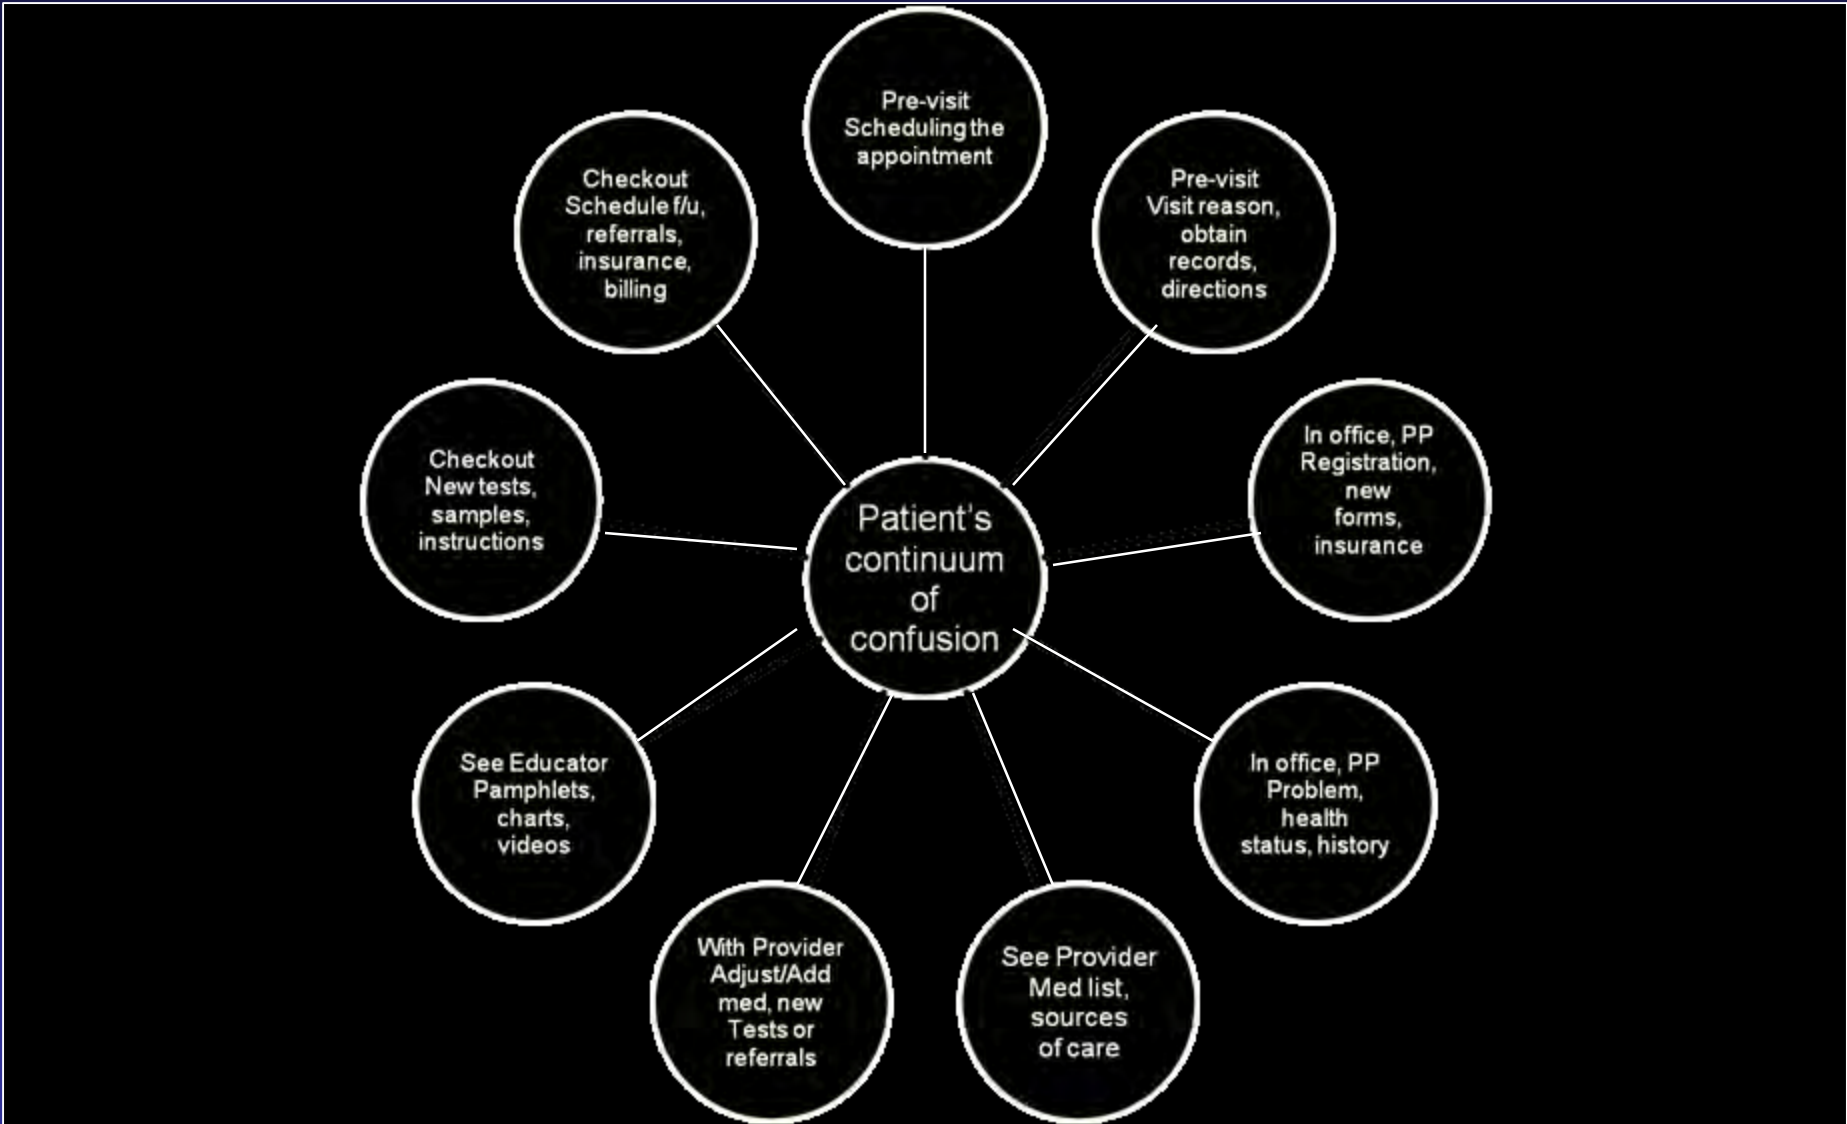 Pre-visit
Scheduling the
appointment
Pre-visit
Visit reason,
obtain
records,
directions
In office, PP
Registration,
new
forms,
insurance
In office, PP
Problem,
health
status, history
See Provider
Med list,
sources
of care
With Provider
Adjust/Add
med, new
Tests or
referrals
See Educator
Pamphlets,
charts,
videos
Checkout
New tests,
samples,
instructions
Checkout
Schedule f/u,
referrals,
insurance,
billing
Patient's
continuum
of
confusion